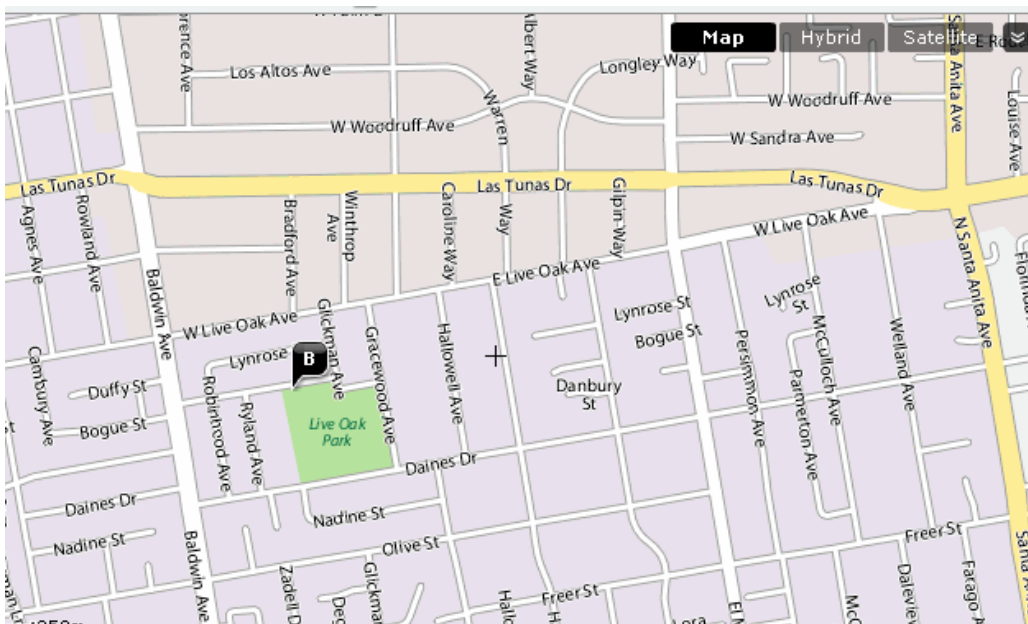 Map
Hybrid
Satellite
Albert Way
Santa Anita Ave
Los Altos Ave
Longley Way
W Woodruff Ave
Louise Ave
Warren
W Woodruff Ave
W Sandra Ave
Las Tunas Dr
Las Tunas Dr
Las Tunas Dr
Agnes Ave
Rowland Ave
Bradford Ave
Winthrop
Ave
Caroline Way
Way
Gilpin Way
W Live Oak Ave
N Santa Anita Ave
E Live Oak Ave
Baldwin Ave
W Live Oak Ave
Glickman Ave
Gracewood Ave
Hallowell Ave
Lynrose St
Bogue St
Lynrose
St
Persimmon Ave
McCulloch Ave
Parmerton Ave
Welland Ave
Cambury Ave
Lynrose
B
Duffy St
Robinhood Ave
Ryland Ave
Danbury
St
Bogue St
Live Oak
Park
Daines Dr
Daines Dr
Nadine St
Nadine St
Olive St
Freer St
Freer St
Baldwin Ave